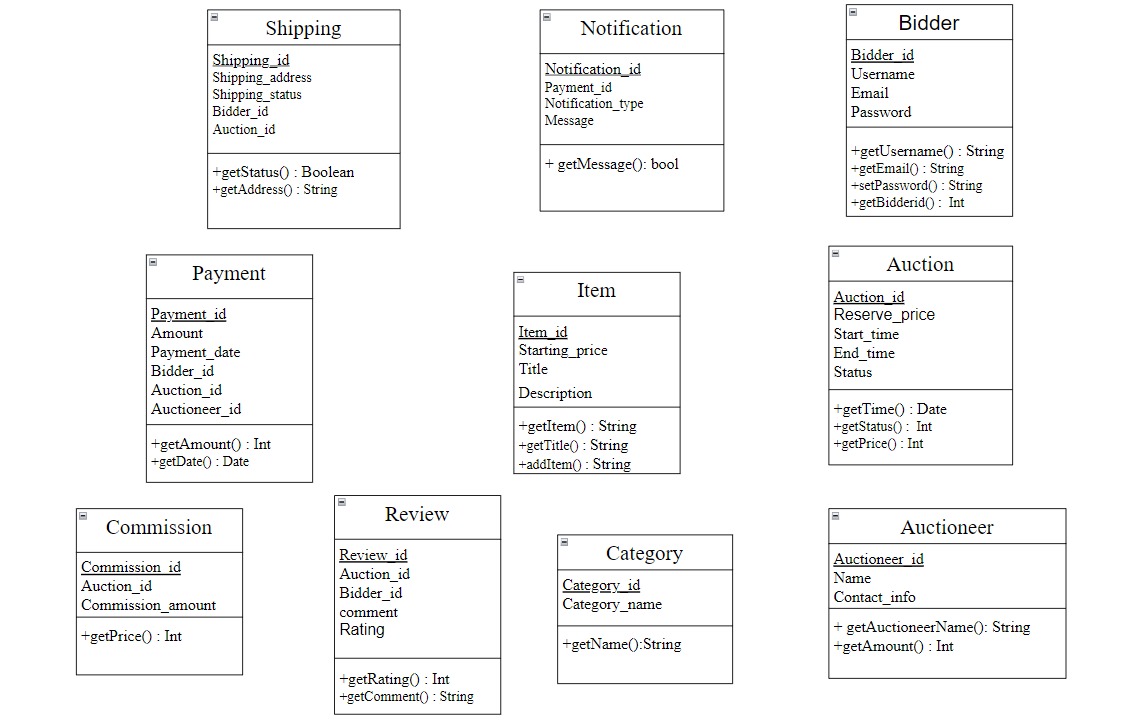 Shipping
Shipping_id
Shipping_address
Shipping_status
Bidder_id
Auction_id
+getStatus() : Boolean
+getAddress() : String
Notification
Notification_id
Payment_id
Notification_type
Message
+ getMessage(): bool
Bidder
Bidder_id
Username
Email
Password
+getUsername() : String
+getEmail() : String
+setPassword() : String
+getBidderid() : Int
Payment
Payment_id
Amount
Payment_date
Bidder_id
Auction_id
Auctioneer_id
+getAmount() : Int
+getDate() : Date
Item
Item_id
Starting_price
Title
Description
+getItem() : String
+getTitle() : String
+addItem() : String
Auction
Auction_id
Reserve_price
Start_time
End_time
Status
+getTime() : Date
+getStatus() : Int
+getPrice() : Int
Commission
Commission_id
Auction_id
Commission_amount
+getPrice() : Int
Review
Review_id
Auction_id
Bidder_id
comment
Rating
+getRating() : Int
+getComment() : String
Category
Category_id
Category_name
+getName():String
Auctioneer
Auctioneer_id
Name
Contact_info
+ getAuctioneerName(): String
+getAmount() : Int